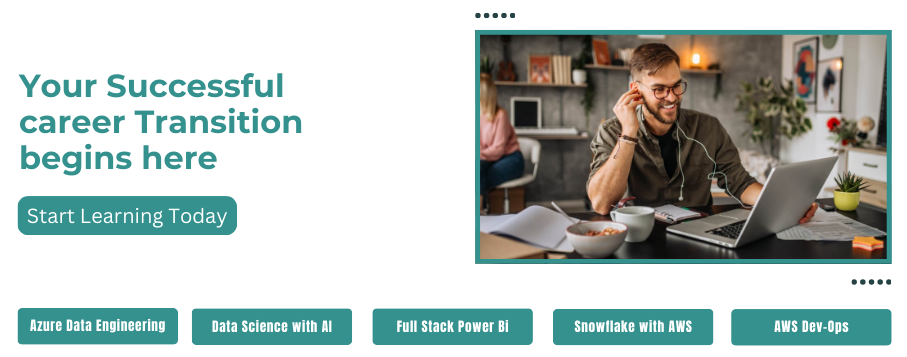 Your Successful
career Transition
begins here
Start Learning Today
Azure Data Engineering
Data Science with AI
Full Stack Power Bi
Snowflake with AWS
AWS Dev-Ops